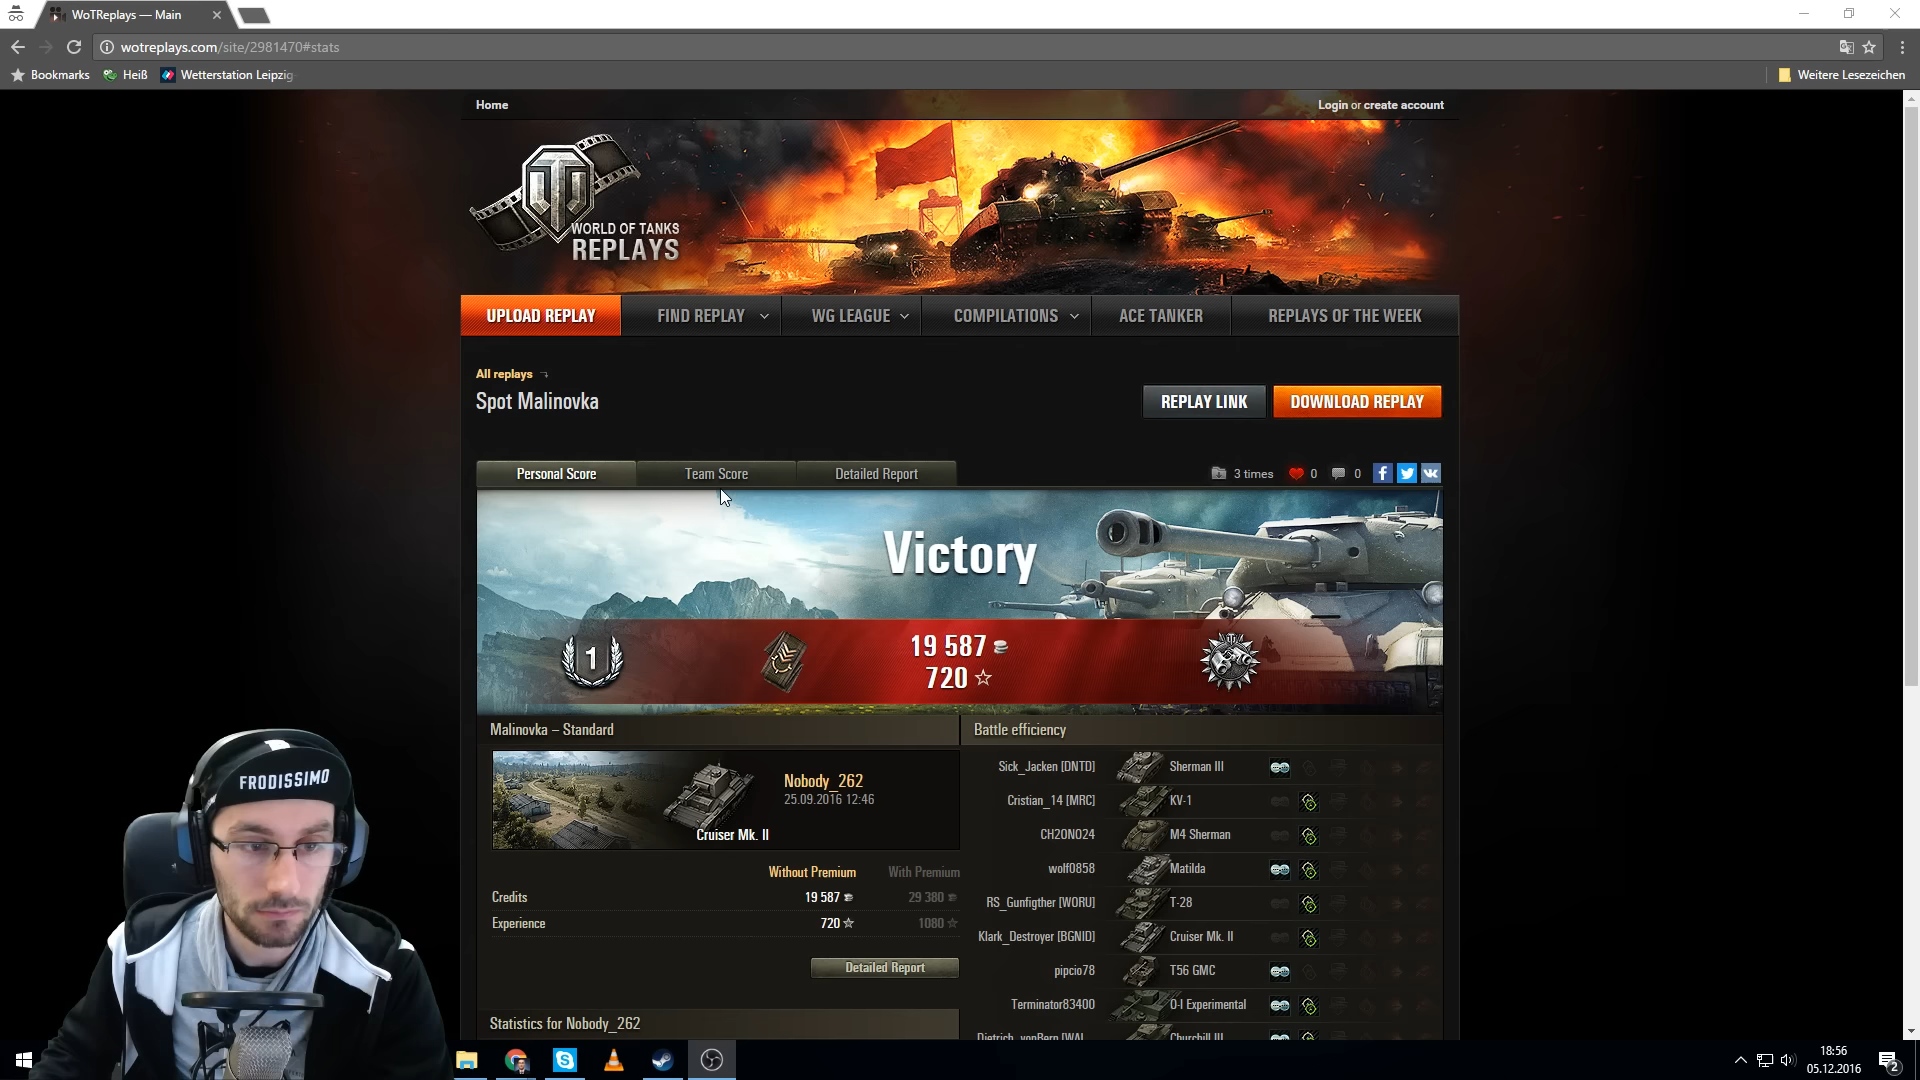 WoTReplays — Main
wotreplays.com/site/2981470#stats
Bookmarks Heiß Wetterstation Leipzig- Weitere Lesezeichen
Home Login or create account
WORLD OF TANKS
REPLAYS
UPLOAD REPLAY FIND REPLAY WG LEAGUE COMPILATIONS ACE TANKER REPLAYS OF THE WEEK
All replays
Spot Malinovka REPLAY LINK DOWNLOAD REPLAY
Personal Score Team Score Detailed Report 3 times 0 0
Victory
1 19 587
720
Malinovka – Standard
Nobody_262
25.09.2016 12:46
Cruiser Mk. II
Without Premium With Premium
Credits 19 587 29 380
Experience 720 1080
Detailed Report
Statistics for Nobody_262
Battle efficiency
Sick_Jacken [DNTD] Sherman III
Cristian_14 [MRC] KV-1
CH2ONO24 M4 Sherman
wolf0858 Matilda
RS_Gunfigther [WORU] T-28
Klark_Destroyer [BGNID] Cruiser Mk. II
pipcio78 T56 GMC
Terminator83400 O-I Experimental
Dietrich_vonBern [WAL... Churchill III
FRODISSIMO
18:56
05.12.2016
2